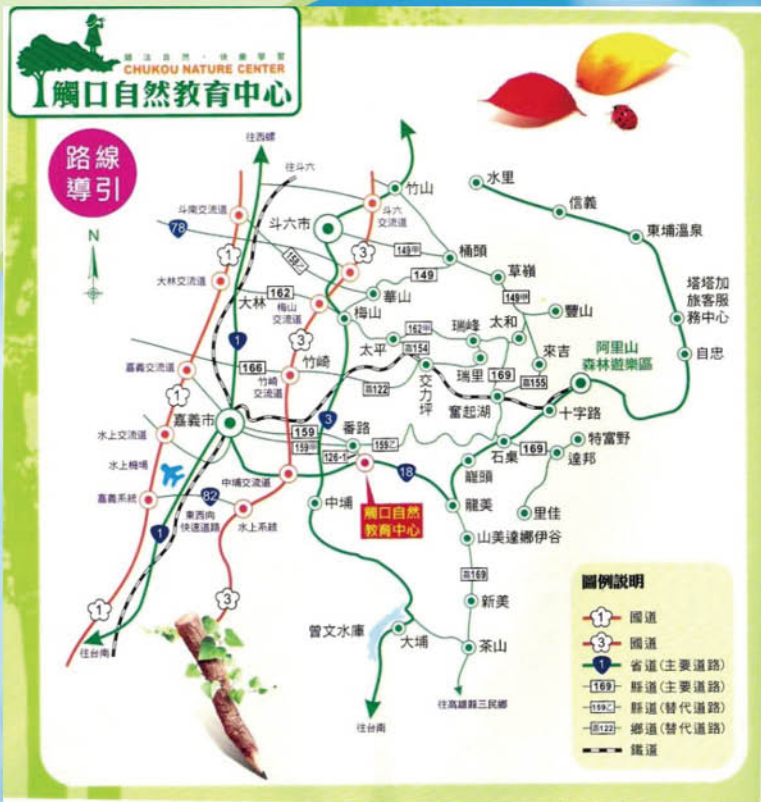 親法自然‧快樂學習
CHUKOU NATURE CENTER
觸口自然教育中心
路線
導引
N
往西螺
往斗六
竹山
水里
信義
東埔溫泉
塔塔加
旅客服
務中心
自忠
斗南交流道
斗六市
斗六
交流道
78
158乙
1
3
149甲
桶頭
149
草嶺
149甲
大林交流道
162
大林
梅山
交流道
華山
梅山
豐山
162甲
太平
瑞峰
太和
阿里山
森林遊樂區
1
3
嘉義交流道
166
竹崎
竹崎
交流道
嘉154
嘉122
交力坪
瑞里
169
來吉
嘉155
1
奮起湖
十字路
嘉義市
3
番路
159
159甲
159乙
126-1
水上交流道
水上機場
中埔交流道
18
石棹
169
特富野
達邦
巃頭
嘉義系統
82
東西向
快速道路
水上系統
中埔
觸口自然
教育中心
龍美
里佳
山美達娜伊谷
1
嘉169
新美
1
3
曾文水庫
大埔
茶山
往台南
往台南
往高雄縣三民鄉
圖例說明
1 國道
3 國道
1 省道(主要道路)
169 縣道(主要道路)
159乙 縣道(替代道路)
嘉122 鄉道(替代道路)
鐵道